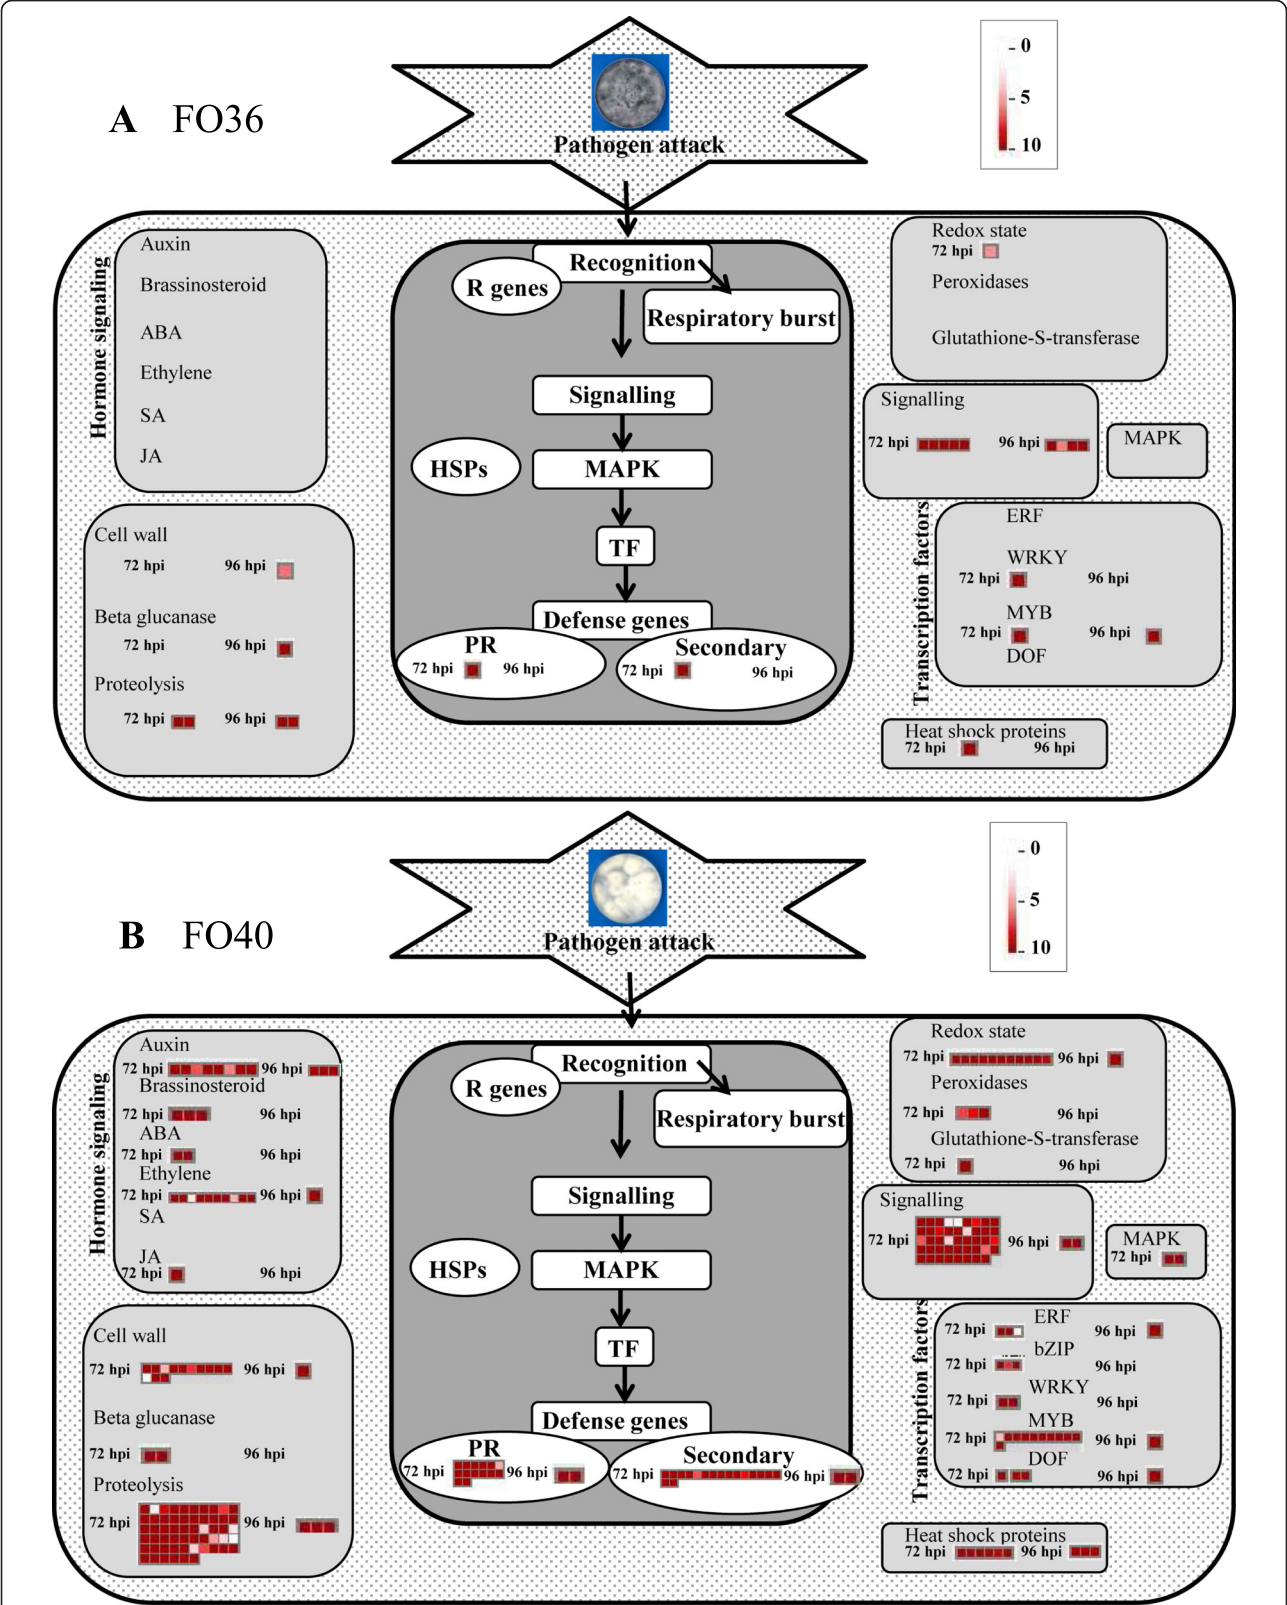 A FO36
Pathogen attack
0
5
10
Hormone signaling
Auxin
Brassinosteroid
ABA
Ethylene
SA
JA
Cell wall
72 hpi 96 hpi
Beta glucanase
72 hpi 96 hpi
Proteolysis
72 hpi 96 hpi
Recognition
R genes
Respiratory burst
Signalling
HSPs
MAPK
TF
Defense genes
PR
72 hpi 96 hpi
Secondary
72 hpi 96 hpi
Redox state
72 hpi
Peroxidases
Glutathione-S-transferase
Signalling
72 hpi 96 hpi
MAPK
Transcription factors
ERF
WRKY
72 hpi 96 hpi
MYB
72 hpi 96 hpi
DOF
Heat shock proteins
72 hpi 96 hpi
B FO40
Pathogen attack
0
5
10
Hormone signaling
Auxin
72 hpi 96 hpi
Brassinosteroid
72 hpi 96 hpi
ABA
72 hpi 96 hpi
Ethylene
72 hpi 96 hpi
SA
JA
72 hpi 96 hpi
Cell wall
72 hpi 96 hpi
Beta glucanase
72 hpi 96 hpi
Proteolysis
72 hpi 96 hpi
Recognition
R genes
Respiratory burst
Signalling
HSPs
MAPK
TF
Defense genes
PR
72 hpi 96 hpi
Secondary
72 hpi 96 hpi
Redox state
72 hpi 96 hpi
Peroxidases
72 hpi 96 hpi
Glutathione-S-transferase
72 hpi 96 hpi
Signalling
72 hpi 96 hpi
MAPK
72 hpi
Transcription factors
ERF
72 hpi 96 hpi
bZIP
72 hpi 96 hpi
WRKY
72 hpi 96 hpi
MYB
72 hpi 96 hpi
DOF
72 hpi 96 hpi
Heat shock proteins
72 hpi 96 hpi